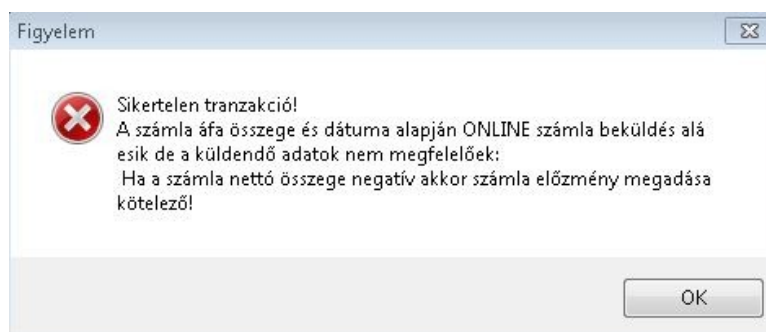 Figyelem
Sikertelen tranzakció!
A számla áfa összege és dátuma alapján ONLINE számla beküldés alá
esik de a küldendő adatok nem megfelelőek:
Ha a számla nettó összege negatív akkor számla előzmény megadása
kötelező!
OK